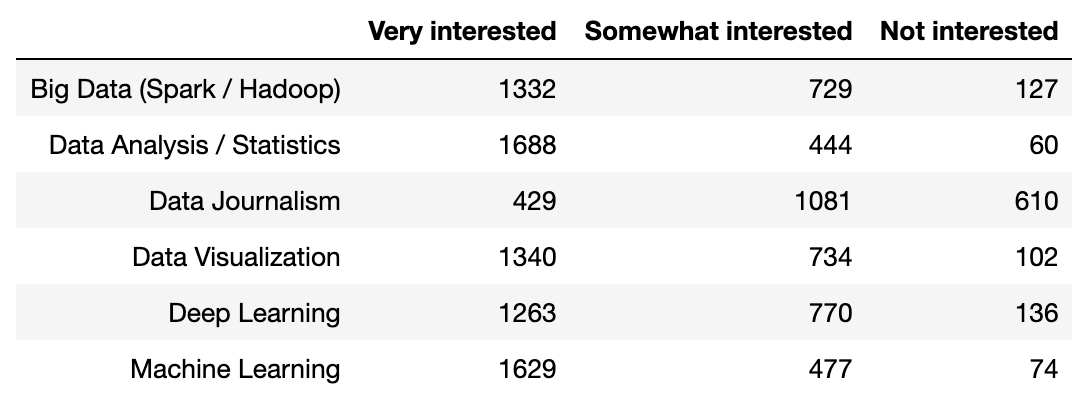 Very interested Somewhat interested Not interested
Big Data (Spark / Hadoop) 1332 729 127
Data Analysis / Statistics 1688 444 60
Data Journalism 429 1081 610
Data Visualization 1340 734 102
Deep Learning 1263 770 136
Machine Learning 1629 477 74